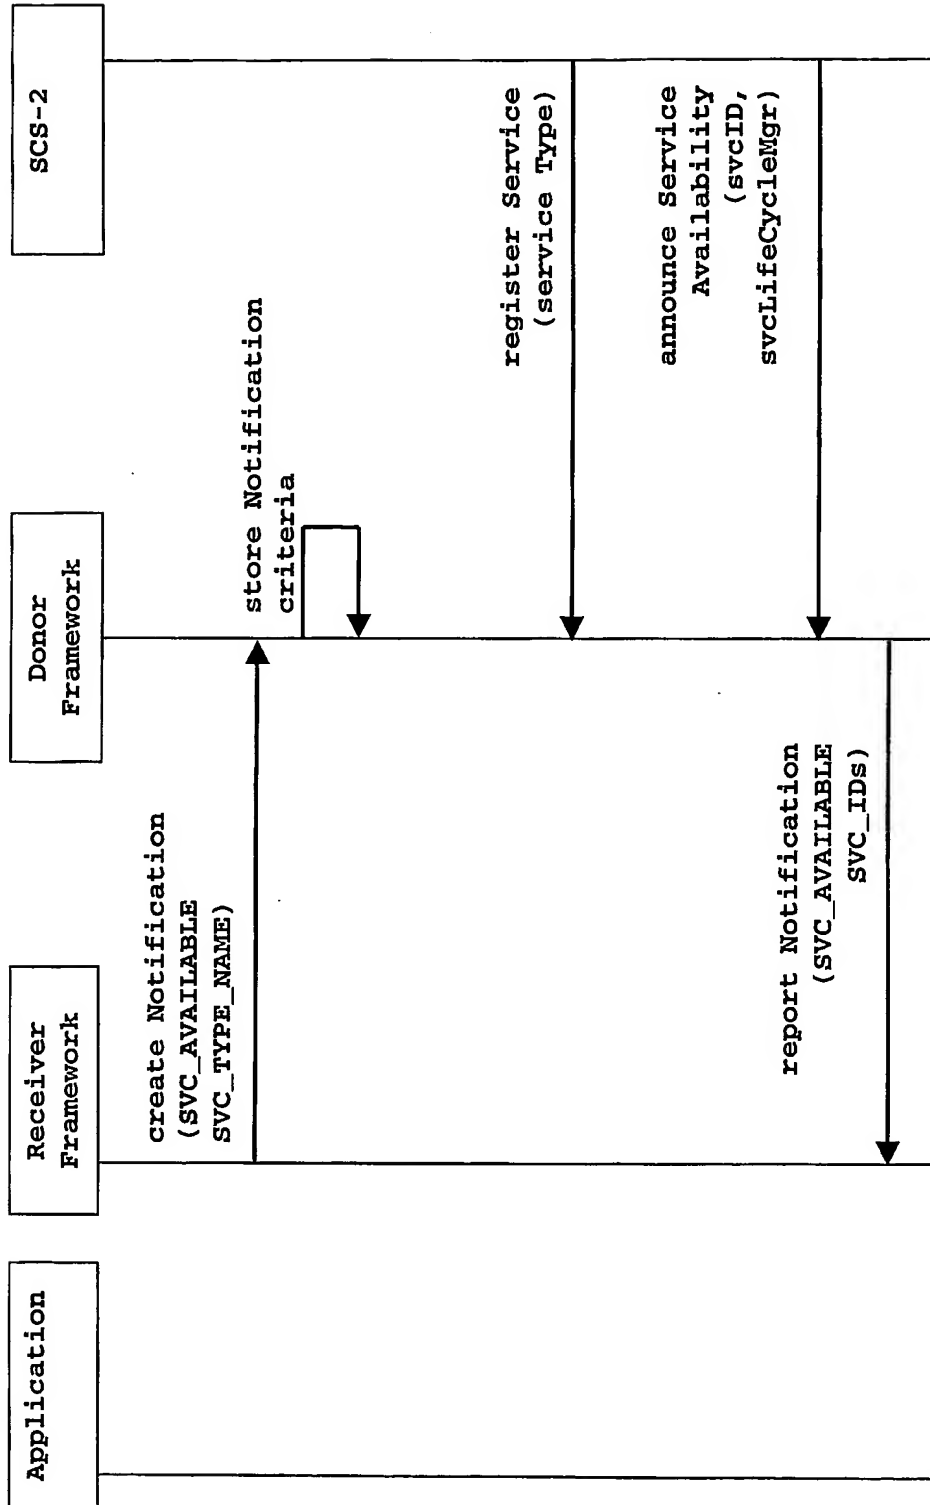 Application
Receiver
Framework
Donor
Framework
SCS-2
create Notification
(SVC_AVAILABLE
SVC_TYPE_NAME)
store Notification
criteria
register Service
(service Type)
announce Service
Availability
(svcID,
svcLifeCycleMgr)
report Notification
(SVC_AVAILABLE
SVC_IDs)